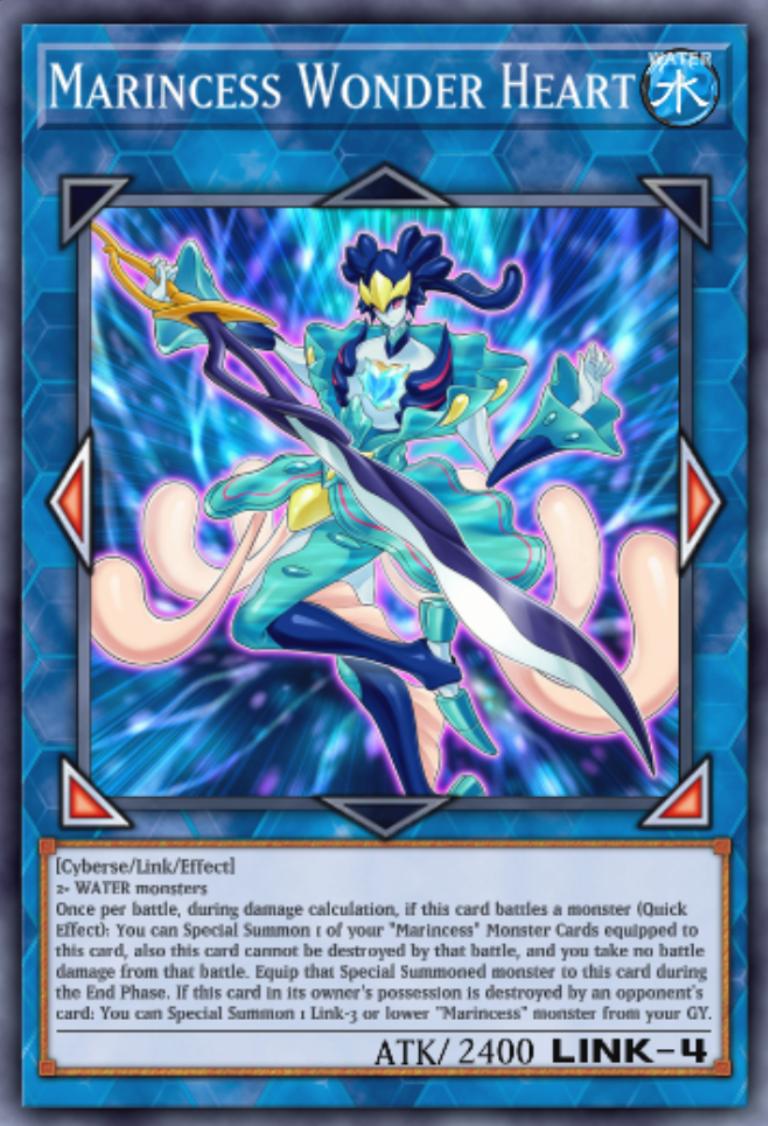 Marincess Wonder Heart
WATER
水
[Cyberse/Link/Effect]
2+ WATER monsters
Once per battle, during damage calculation, if this card battles a monster (Quick
Effect): You can Special Summon 1 of your "Marincess" Monster Cards equipped to
this card, also this card cannot be destroyed by that battle, and you take no battle
damage from that battle. Equip that Special Summoned monster to this card during
the End Phase. If this card in its owner's possession is destroyed by an opponent's
card: You can Special Summon 1 Link-3 or lower "Marincess" monster from your GY.
ATK/ 2400 LINK-4